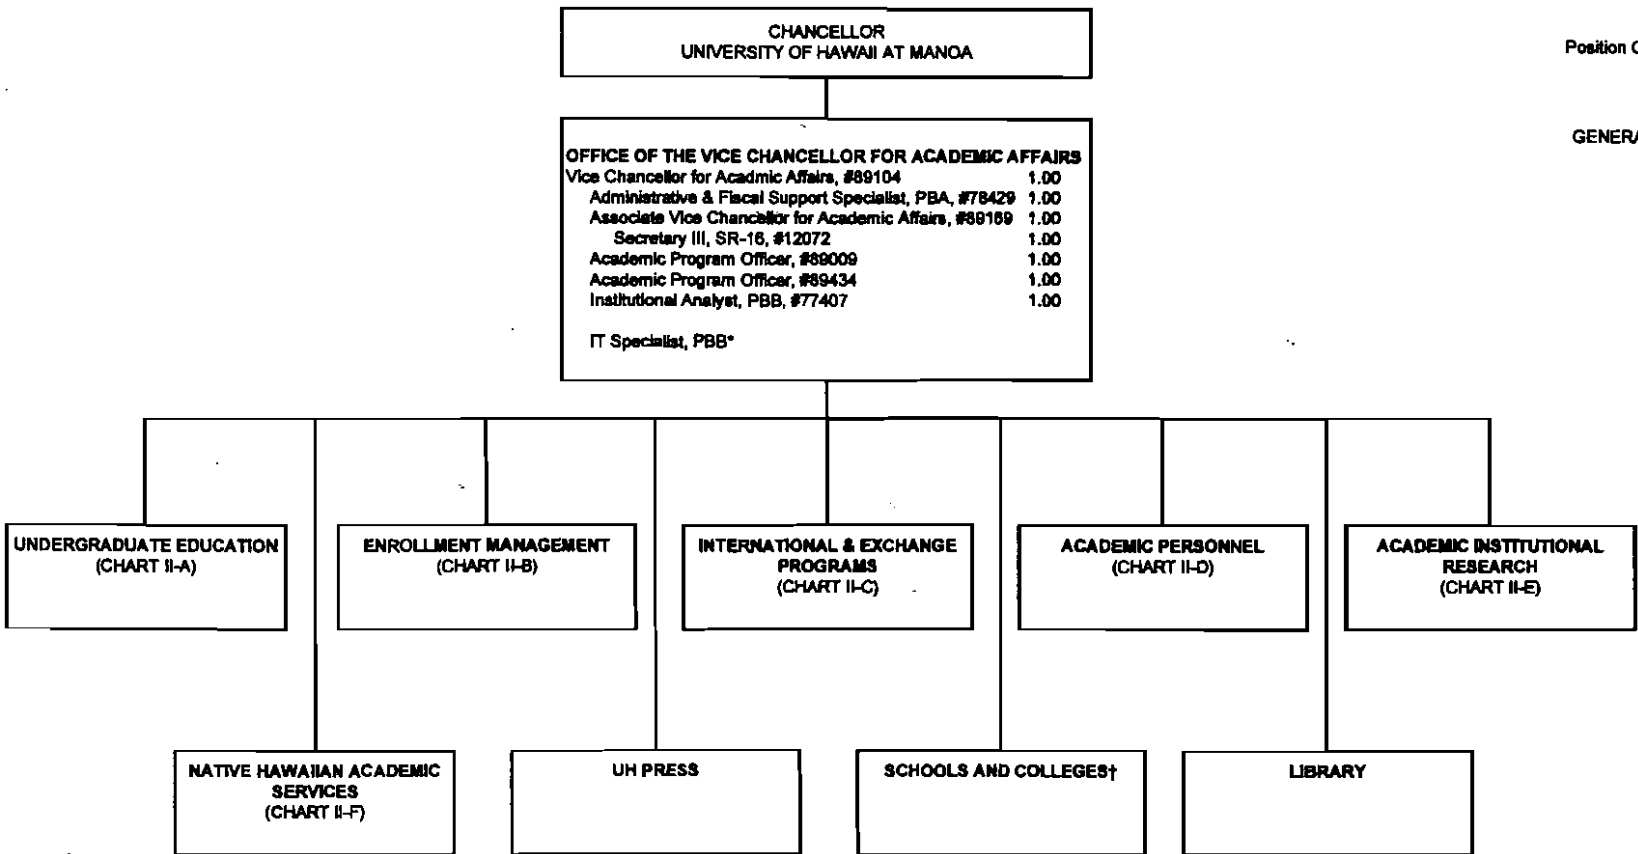 CHANCELLOR
UNIVERSITY OF HAWAII AT MANOA
Position C
GENERA
OFFICE OF THE VICE CHANCELLOR FOR ACADEMIC AFFAIRS
Vice Chancellor for Acadmic Affairs, #89104 1.00
Administrative & Fiscal Support Specialist, PBA, #78429 1.00
Associate Vice Chancellor for Academic Affairs, #89169 1.00
Secretary III, SR-16, #12072 1.00
Academic Program Officer, #89009 1.00
Academic Program Officer, #89434 1.00
Institutional Analyst, PBB, #77407 1.00
IT Specialist, PBB*
UNDERGRADUATE EDUCATION
(CHART II-A)
ENROLLMENT MANAGEMENT
(CHART II-B)
INTERNATIONAL & EXCHANGE
PROGRAMS
(CHART II-C)
ACADEMIC PERSONNEL
(CHART II-D)
ACADEMIC INSTITUTIONAL
RESEARCH
(CHART II-E)
NATIVE HAWAIIAN ACADEMIC
SERVICES
(CHART II-F)
UH PRESS
SCHOOLS AND COLLEGES†
LIBRARY